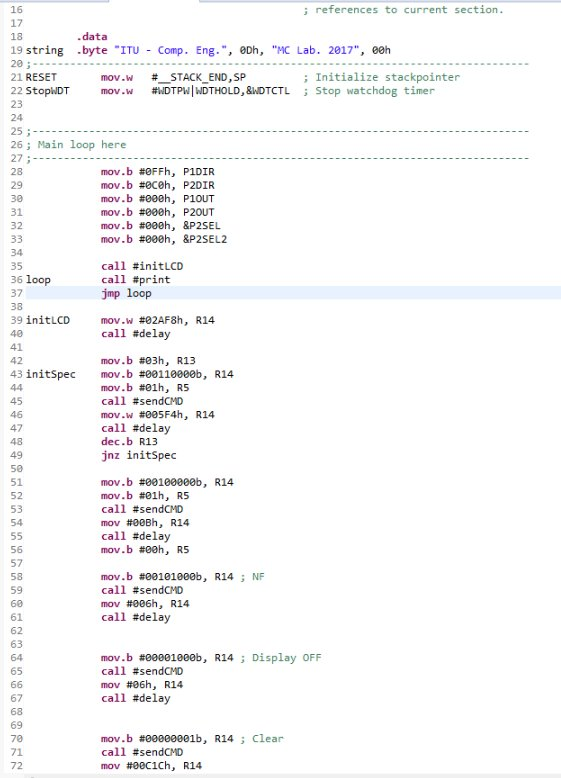 16 ; references to current section.
17
18 .data
19 string .byte "ITU - Comp. Eng.", 0Dh, "MC Lab. 2017", 00h
20 ;-------------------------------------------------------------------------------
21 RESET mov.w #__STACK_END,SP ; Initialize stackpointer
22 StopWDT mov.w #WDTPW|WDTHOLD,&WDTCTL ; Stop watchdog timer
23
24
25 ;-------------------------------------------------------------------------------
26 ; Main loop here
27 ;-------------------------------------------------------------------------------
28 mov.b #0FFh, P1DIR
29 mov.b #0C0h, P2DIR
30 mov.b #000h, P1OUT
31 mov.b #000h, P2OUT
32 mov.b #000h, &P2SEL
33 mov.b #000h, &P2SEL2
34
35 call #initLCD
36 loop call #print
37 jmp loop
38
39 initLCD mov.w #02AF8h, R14
40 call #delay
41
42 mov.b #03h, R13
43 initSpec mov.b #00110000b, R14
44 mov.b #01h, R5
45 call #sendCMD
46 mov.w #005F4h, R14
47 call #delay
48 dec.b R13
49 jnz initSpec
50
51 mov.b #00100000b, R14
52 mov.b #01h, R5
53 call #sendCMD
54 mov #00Bh, R14
55 call #delay
56 mov.b #00h, R5
57
58 mov.b #00101000b, R14 ; NF
59 call #sendCMD
60 mov #006h, R14
61 call #delay
62
63
64 mov.b #00001000b, R14 ; Display OFF
65 call #sendCMD
66 mov #06h, R14
67 call #delay
68
69
70 mov.b #00000001b, R14 ; Clear
71 call #sendCMD
72 mov #00C1Ch, R14